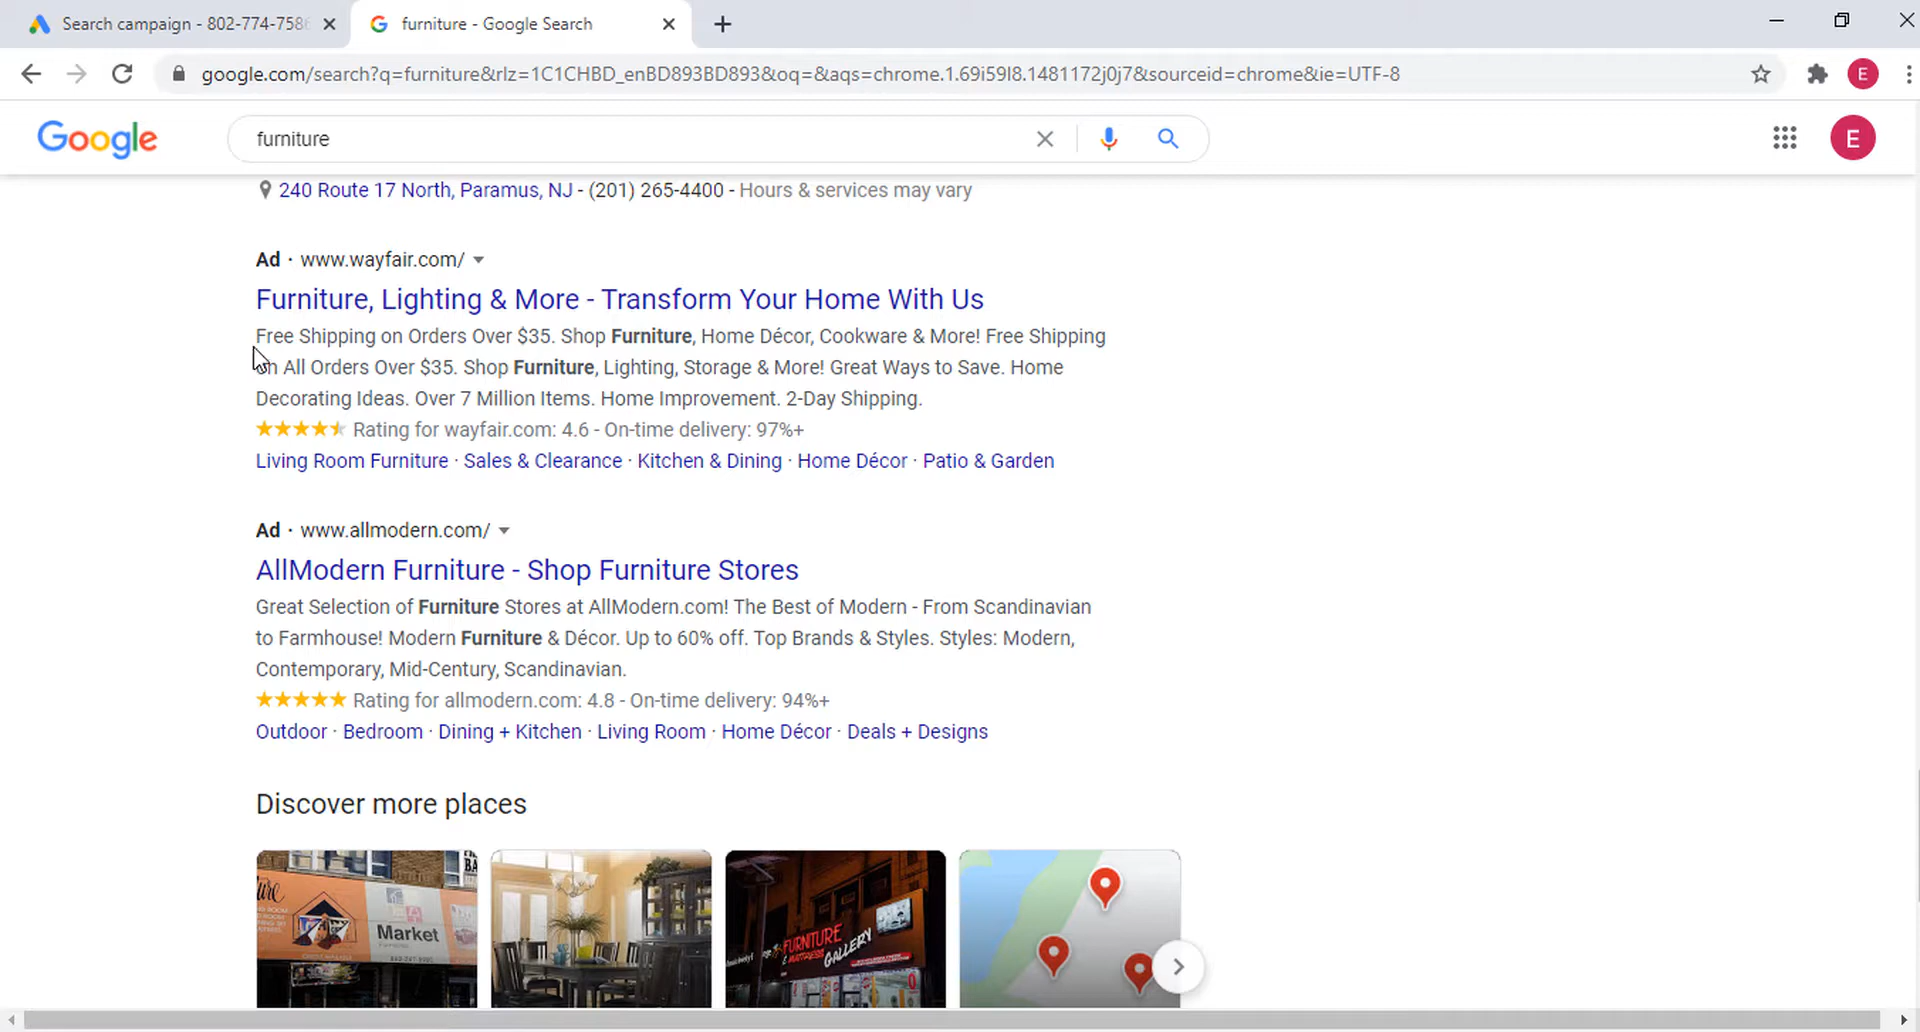 Search campaign - 802-774-7586
furniture - Google Search
google.com/search?q=furniture&rlz=1C1CHBD_enBD893BD893&oq=&aqs=chrome.1.69i59l8.1481172j0j7&sourceid=chrome&ie=UTF-8
E
Google
furniture
E
240 Route 17 North, Paramus, NJ - (201) 265-4400 - Hours & services may vary
Ad · www.wayfair.com/
Furniture, Lighting & More - Transform Your Home With Us
Free Shipping on Orders Over $35. Shop Furniture, Home Décor, Cookware & More! Free Shipping
on All Orders Over $35. Shop Furniture, Lighting, Storage & More! Great Ways to Save. Home
Decorating Ideas. Over 7 Million Items. Home Improvement. 2-Day Shipping.
Rating for wayfair.com: 4.6 - On-time delivery: 97%+
Living Room Furniture · Sales & Clearance · Kitchen & Dining · Home Décor · Patio & Garden
Ad · www.allmodern.com/
AllModern Furniture - Shop Furniture Stores
Great Selection of Furniture Stores at AllModern.com! The Best of Modern - From Scandinavian
to Farmhouse! Modern Furniture & Décor. Up to 60% off. Top Brands & Styles. Styles: Modern,
Contemporary, Mid-Century, Scandinavian.
Rating for allmodern.com: 4.8 - On-time delivery: 94%+
Outdoor · Bedroom · Dining + Kitchen · Living Room · Home Décor · Deals + Designs
Discover more places
Market
FURNITURE
& MATTRESS GALLERY